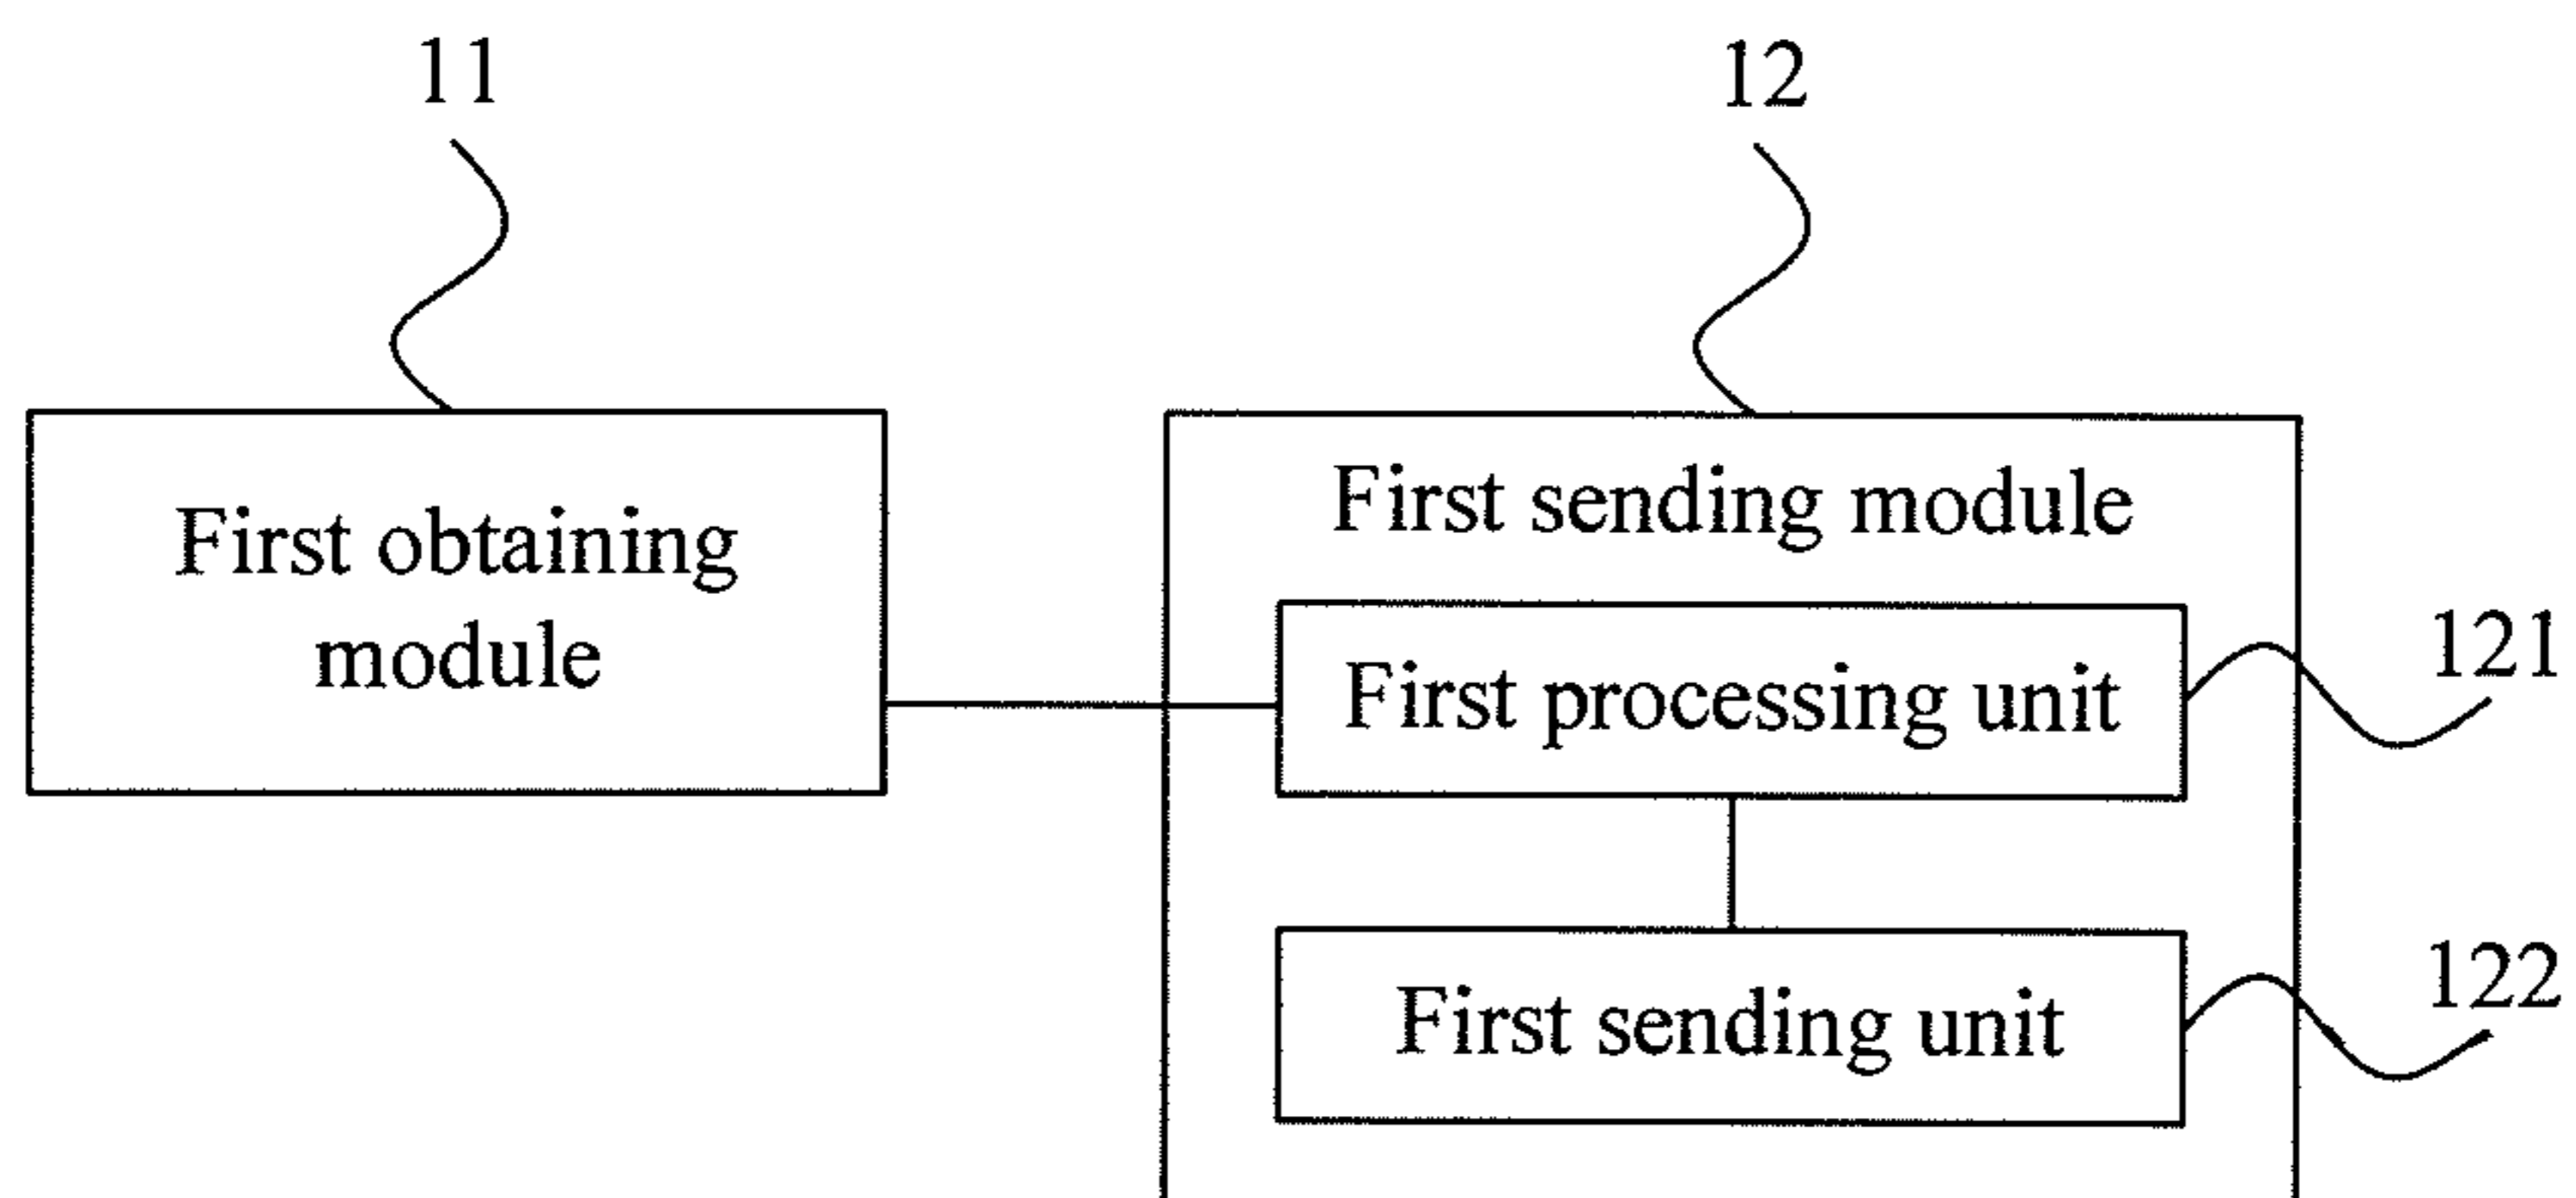 11
12
First obtaining
module
First sending module
First processing unit
121
First sending unit
122